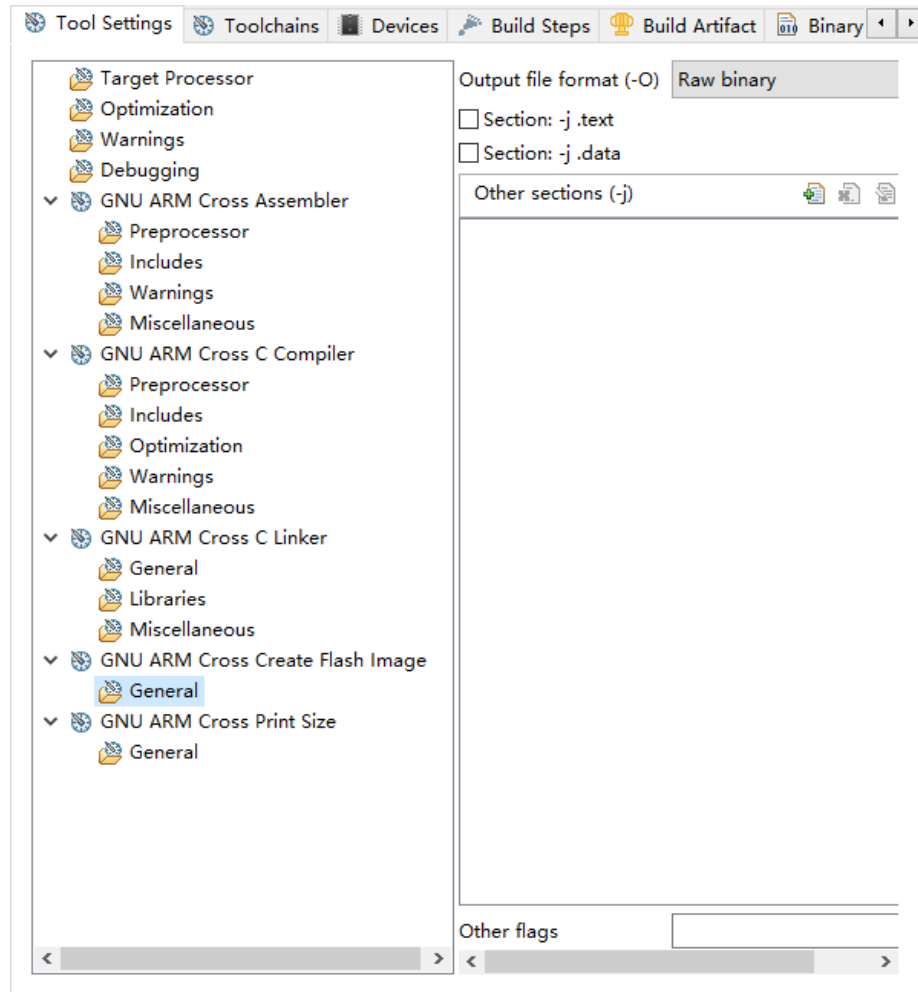 Tool Settings Toolchains Devices Build Steps Build Artifact Binary
Target Processor
Optimization
Warnings
Debugging
GNU ARM Cross Assembler
Preprocessor
Includes
Warnings
Miscellaneous
GNU ARM Cross C Compiler
Preprocessor
Includes
Optimization
Warnings
Miscellaneous
GNU ARM Cross C Linker
General
Libraries
Miscellaneous
GNU ARM Cross Create Flash Image
General
GNU ARM Cross Print Size
General
Output file format (-O) Raw binary
Section: -j .text
Section: -j .data
Other sections (-j)
Other flags